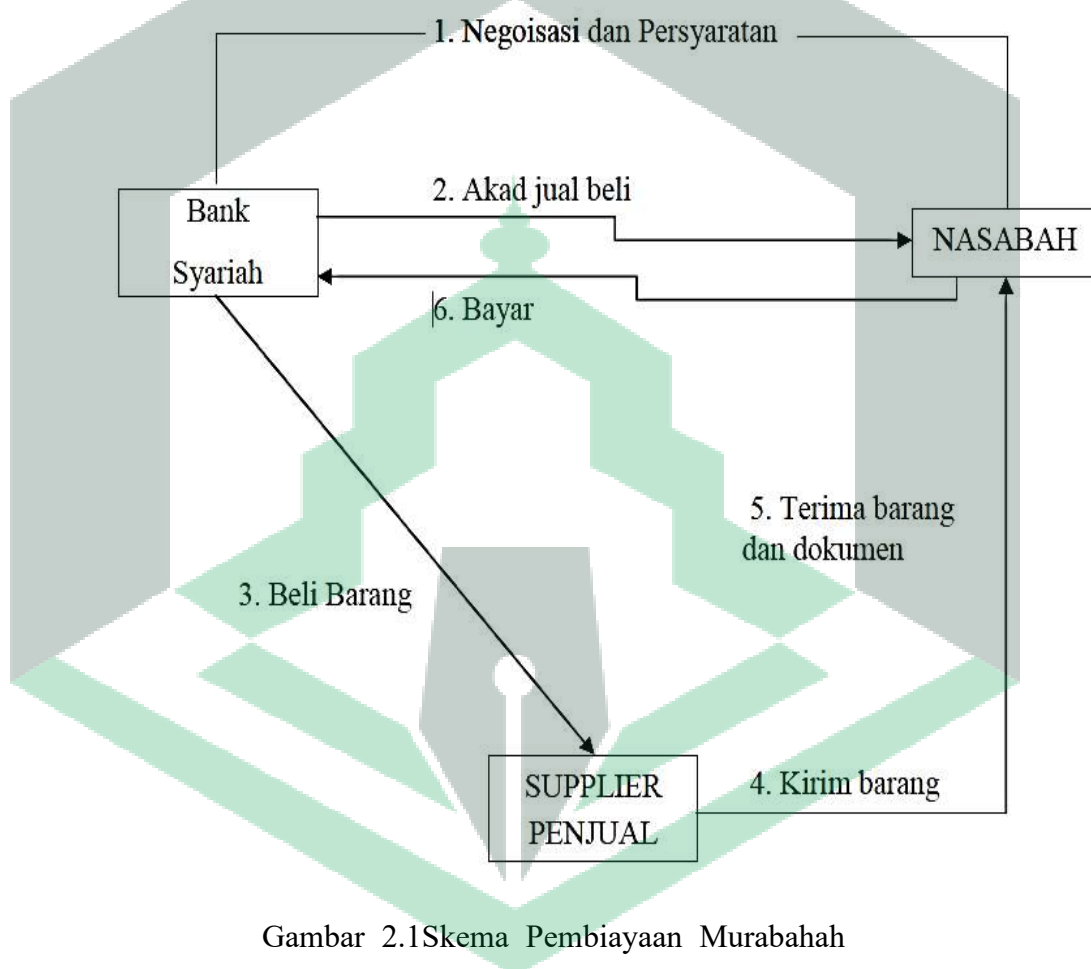 1. Negoisasi dan Persyaratan
2. Akad jual beli
Bank
Syariah
NASABAH
6. Bayar
5. Terima barang
dan dokumen
3. Beli Barang
SUPPLIER
PENJUAL
4. Kirim barang
Gambar 2.1Skema Pembiayaan Murabahah